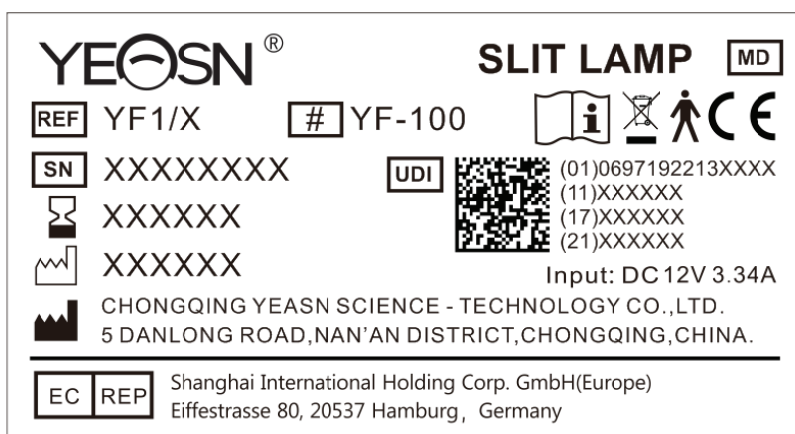 YEASN®
SLIT LAMP MD
REF YF1/X # YF-100
CE
SN XXXXXXXX UDI
(01)0697192213XXXX
(11)XXXXXX
XXXXXX
(17)XXXXXX
(21)XXXXXX
XXXXXX
Input: DC12V 3.34A
CHONGQING YEASN SCIENCE - TECHNOLOGY CO.,LTD.
5 DANLONG ROAD,NAN'AN DISTRICT,CHONGQING,CHINA.
EC REP Shanghai International Holding Corp. GmbH(Europe)
Eiffestrasse 80, 20537 Hamburg, Germany